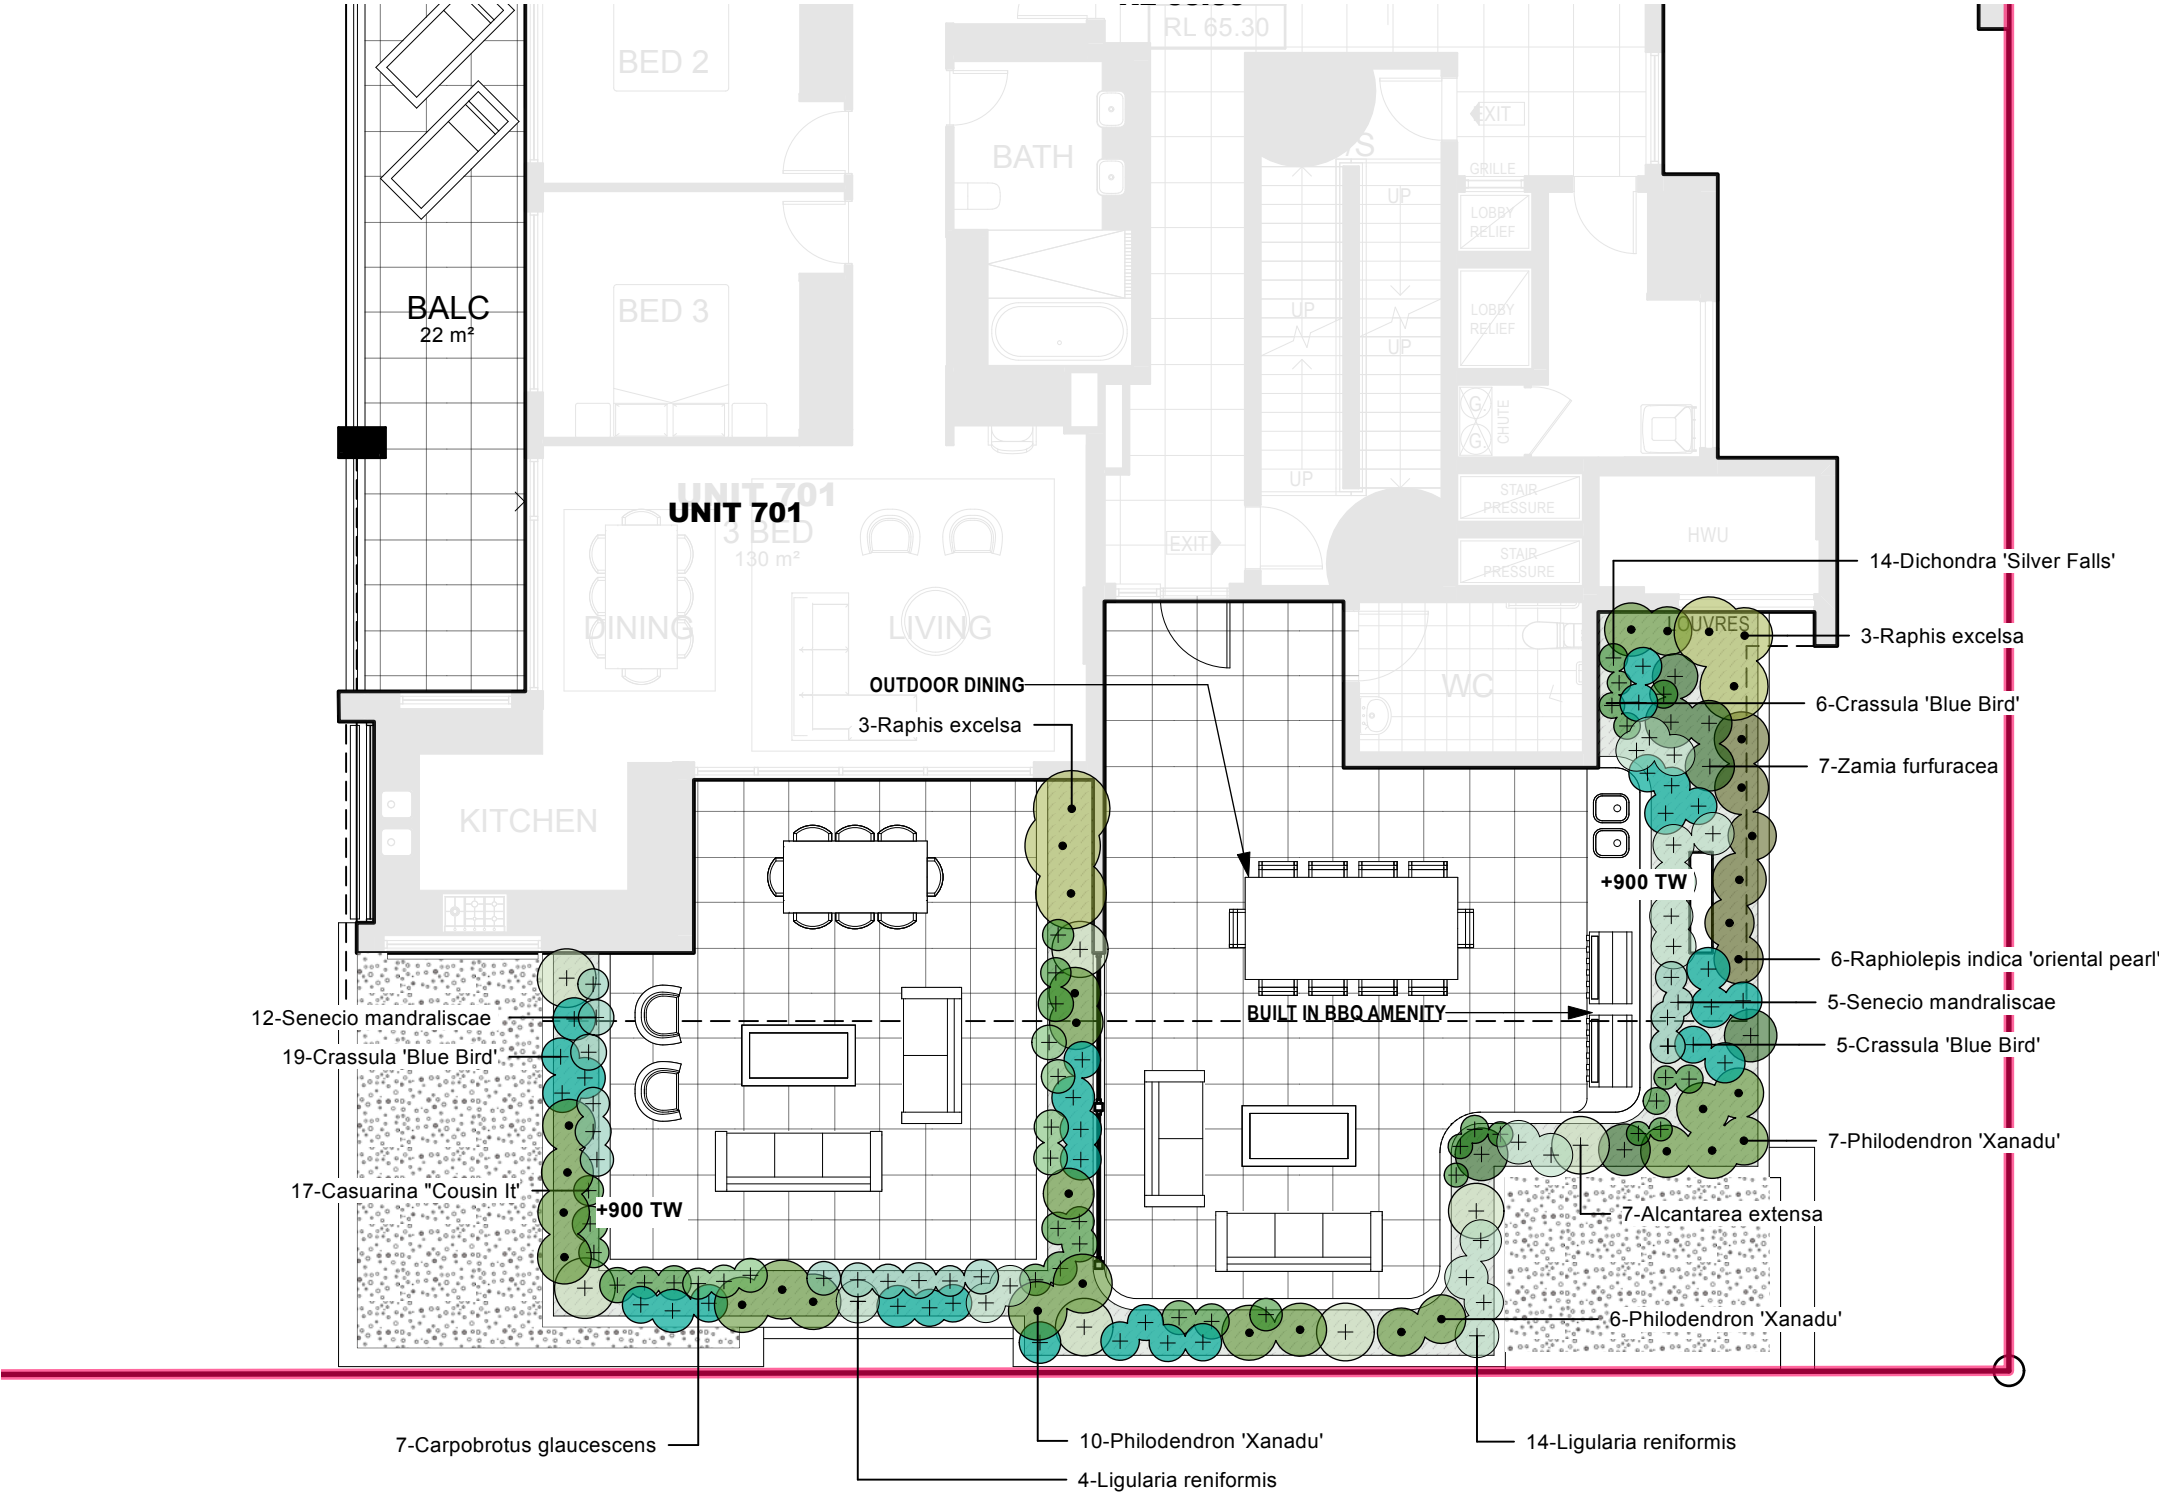 RL 65.30
BED 2
BATH
EXIT
GRILLE
UP
LOBBY
RELIEF
BALC
22 m²
BED 3
UP
LOBBY
RELIEF
UP
G
G
CHUTE
UP
STAIR
PRESSURE
UNIT 701
UNIT 701
3 BED
130 m²
EXIT
HWU
STAIR
PRESSURE
14-Dichondra 'Silver Falls'
DINING
LIVING
LOUVRES
3-Raphis excelsa
OUTDOOR DINING
WC
6-Crassula 'Blue Bird'
3-Raphis excelsa
7-Zamia furfuracea
KITCHEN
+900 TW
6-Raphiolepis indica 'oriental pearl'
5-Senecio mandraliscae
BUILT IN BBQ AMENITY
12-Senecio mandraliscae
5-Crassula 'Blue Bird'
19-Crassula 'Blue Bird'
7-Philodendron 'Xanadu'
17-Casuarina "Cousin It'
+900 TW
7-Alcantarea extensa
6-Philodendron 'Xanadu'
7-Carpobrotus glaucescens
10-Philodendron 'Xanadu'
14-Ligularia reniformis
4-Ligularia reniformis